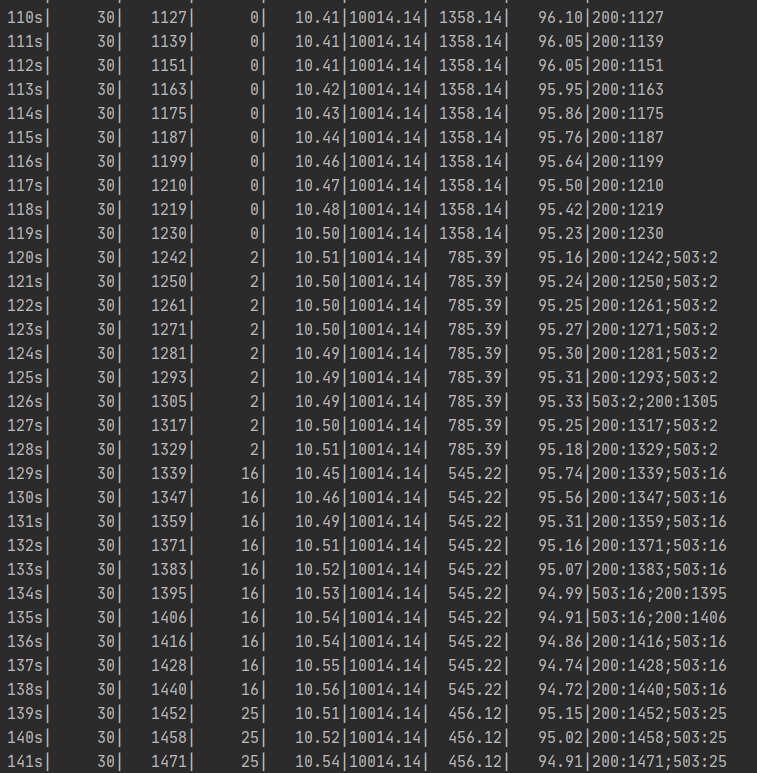 110s|     30|   1127|      0|   10.41|10014.14| 1358.14|   96.10|200:1127
111s|     30|   1139|      0|   10.41|10014.14| 1358.14|   96.05|200:1139
112s|     30|   1151|      0|   10.41|10014.14| 1358.14|   96.05|200:1151
113s|     30|   1163|      0|   10.42|10014.14| 1358.14|   95.95|200:1163
114s|     30|   1175|      0|   10.43|10014.14| 1358.14|   95.86|200:1175
115s|     30|   1187|      0|   10.44|10014.14| 1358.14|   95.76|200:1187
116s|     30|   1199|      0|   10.46|10014.14| 1358.14|   95.64|200:1199
117s|     30|   1210|      0|   10.47|10014.14| 1358.14|   95.50|200:1210
118s|     30|   1219|      0|   10.48|10014.14| 1358.14|   95.42|200:1219
119s|     30|   1230|      0|   10.50|10014.14| 1358.14|   95.23|200:1230
120s|     30|   1242|      2|   10.51|10014.14|  785.39|   95.16|200:1242;503:2
121s|     30|   1250|      2|   10.50|10014.14|  785.39|   95.24|200:1250;503:2
122s|     30|   1261|      2|   10.50|10014.14|  785.39|   95.25|200:1261;503:2
123s|     30|   1271|      2|   10.50|10014.14|  785.39|   95.27|200:1271;503:2
124s|     30|   1281|      2|   10.49|10014.14|  785.39|   95.30|200:1281;503:2
125s|     30|   1293|      2|   10.49|10014.14|  785.39|   95.31|200:1293;503:2
126s|     30|   1305|      2|   10.49|10014.14|  785.39|   95.33|503:2;200:1305
127s|     30|   1317|      2|   10.50|10014.14|  785.39|   95.25|200:1317;503:2
128s|     30|   1329|      2|   10.51|10014.14|  785.39|   95.18|200:1329;503:2
129s|     30|   1339|     16|   10.45|10014.14|  545.22|   95.74|200:1339;503:16
130s|     30|   1347|     16|   10.46|10014.14|  545.22|   95.56|200:1347;503:16
131s|     30|   1359|     16|   10.49|10014.14|  545.22|   95.31|200:1359;503:16
132s|     30|   1371|     16|   10.51|10014.14|  545.22|   95.16|200:1371;503:16
133s|     30|   1383|     16|   10.52|10014.14|  545.22|   95.07|200:1383;503:16
134s|     30|   1395|     16|   10.53|10014.14|  545.22|   94.99|503:16;200:1395
135s|     30|   1406|     16|   10.54|10014.14|  545.22|   94.91|503:16;200:1406
136s|     30|   1416|     16|   10.54|10014.14|  545.22|   94.86|200:1416;503:16
137s|     30|   1428|     16|   10.55|10014.14|  545.22|   94.74|200:1428;503:16
138s|     30|   1440|     16|   10.56|10014.14|  545.22|   94.72|200:1440;503:16
139s|     30|   1452|     25|   10.51|10014.14|  456.12|   95.15|200:1452;503:25
140s|     30|   1458|     25|   10.52|10014.14|  456.12|   95.02|200:1458;503:25
141s|     30|   1471|     25|   10.54|10014.14|  456.12|   94.91|200:1471;503:25